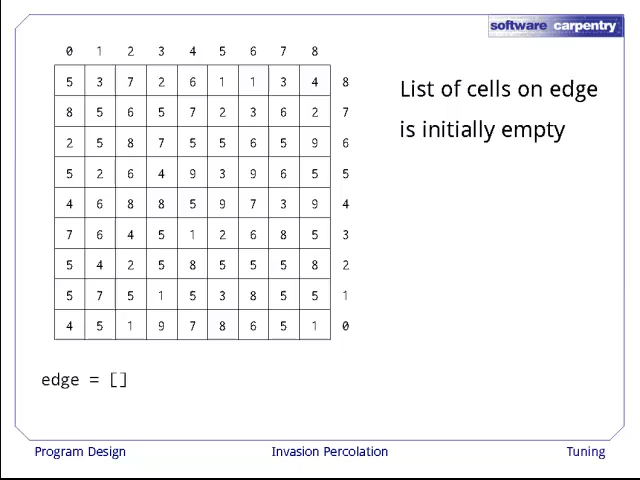 software carpentry
0 1 2 3 4 5 6 7 8
5 3 7 2 6 1 1 3 4 8
8 5 6 5 7 2 3 6 2 7
2 5 8 7 5 5 6 5 9 6
5 2 6 4 9 3 9 6 5 5
4 6 8 8 5 9 7 3 9 4
7 6 4 5 1 2 6 8 5 3
5 4 2 5 8 5 5 5 8 2
5 7 5 1 5 3 8 5 5 1
4 5 1 9 7 8 6 5 1 0
List of cells on edge
is initially empty
edge = []
Program Design Invasion Percolation Tuning